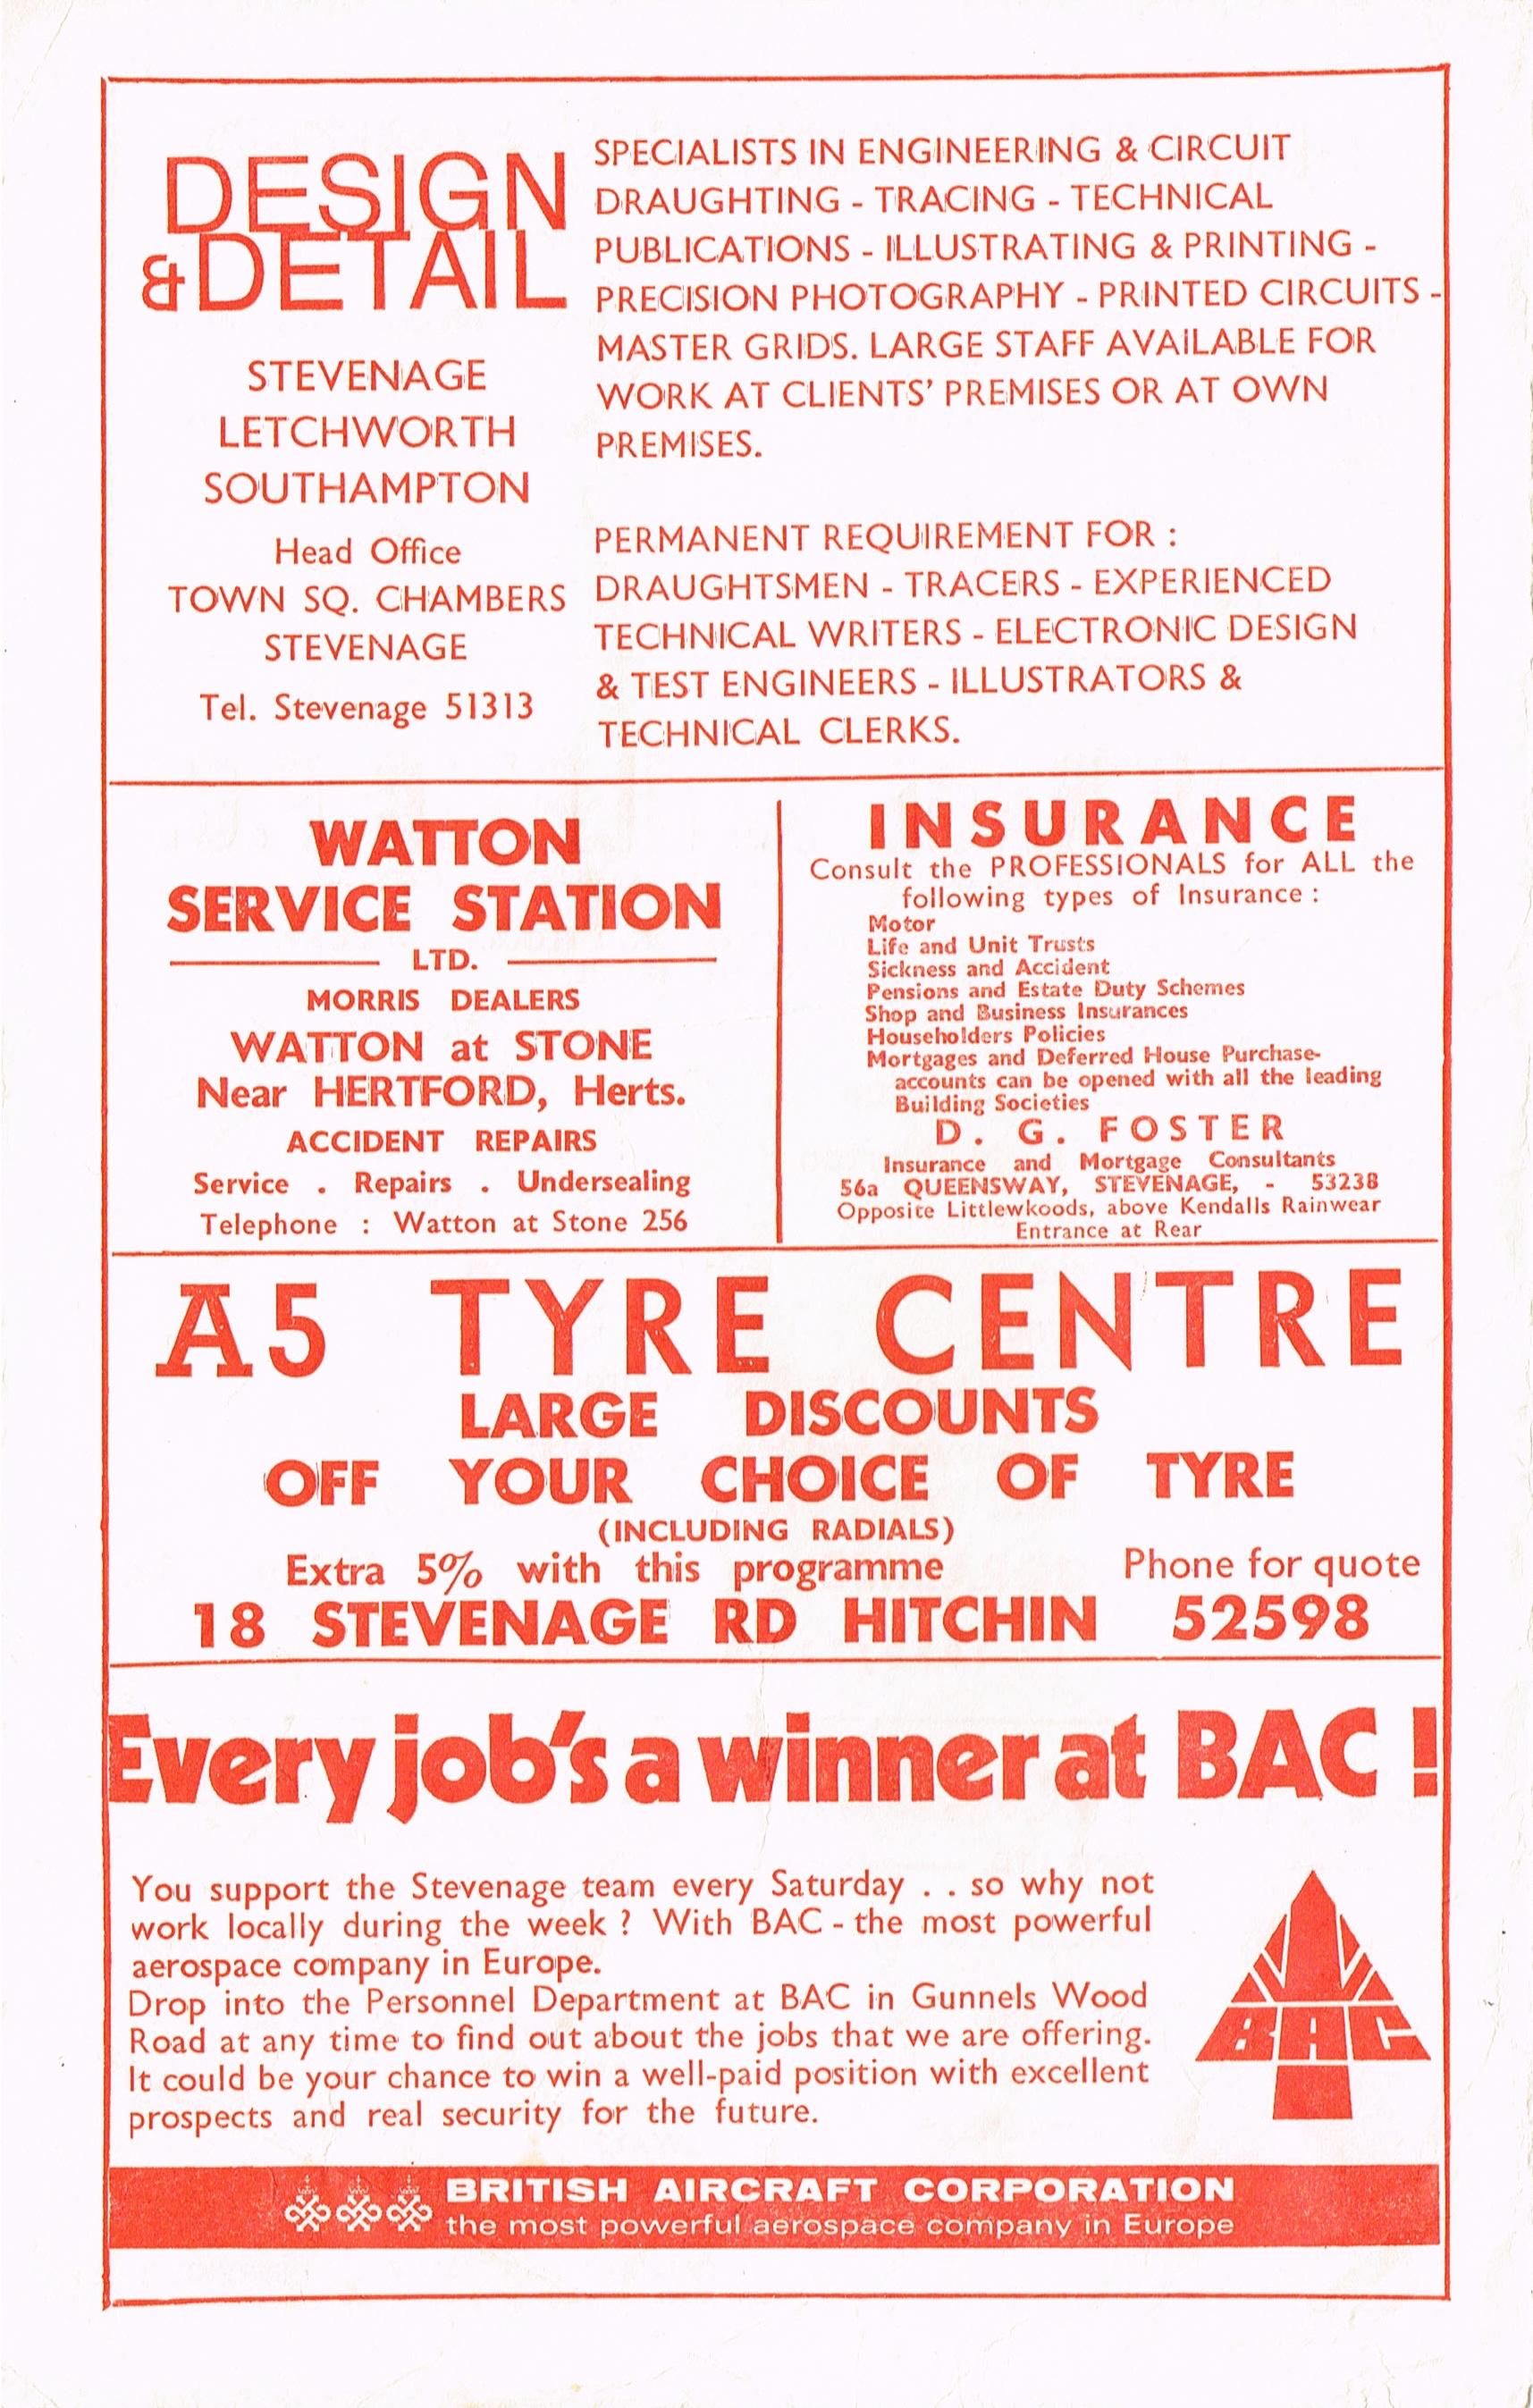 DESIGN
& DETAIL
STEVENAGE
LETCHWORTH
SOUTHAMPTON
Head Office
TOWN SQ. CHAMBERS
STEVENAGE
Tel. Stevenage 51313
SPECIALISTS IN ENGINEERING & CIRCUIT
DRAUGHTING - TRACING - TECHNICAL
PUBLICATIONS - ILLUSTRATING & PRINTING -
PRECISION PHOTOGRAPHY - PRINTED CIRCUITS -
MASTER GRIDS. LARGE STAFF AVAILABLE FOR
WORK AT CLIENTS' PREMISES OR AT OWN
PREMISES.
PERMANENT REQUIREMENT FOR :
DRAUGHTSMEN - TRACERS - EXPERIENCED
TECHNICAL WRITERS - ELECTRONIC DESIGN
& TEST ENGINEERS - ILLUSTRATORS &
TECHNICAL CLERKS.
WATTON
SERVICE STATION
LTD.
MORRIS DEALERS
WATTON at STONE
Near HERTFORD, Herts.
ACCIDENT REPAIRS
Service . Repairs . Undersealing
Telephone : Watton at Stone 256
INSURANCE
Consult the PROFESSIONALS for ALL the
following types of Insurance :
Motor
Life and Unit Trusts
Sickness and Accident
Pensions and Estate Duty Schemes
Shop and Business Insurances
Householders Policies
Mortgages and Deferred House Purchase-
accounts can be opened with all the leading
Building Societies
D. G. FOSTER
Insurance and Mortgage Consultants
56a QUEENSWAY, STEVENAGE, - 53238
Opposite Littlewkoods, above Kendalls Rainwear
Entrance at Rear
A5 TYRE CENTRE
LARGE DISCOUNTS
OFF YOUR CHOICE OF TYRE
(INCLUDING RADIALS)
Extra 5% with this programme Phone for quote
18 STEVENAGE RD HITCHIN 52598
Every job's a winner at BAC !
You support the Stevenage team every Saturday . . so why not
work locally during the week ? With BAC - the most powerful
aerospace company in Europe.
Drop into the Personnel Department at BAC in Gunnels Wood
Road at any time to find out about the jobs that we are offering.
It could be your chance to win a well-paid position with excellent
prospects and real security for the future.
BAC
BRITISH AIRCRAFT CORPORATION
the most powerful aerospace company in Europe